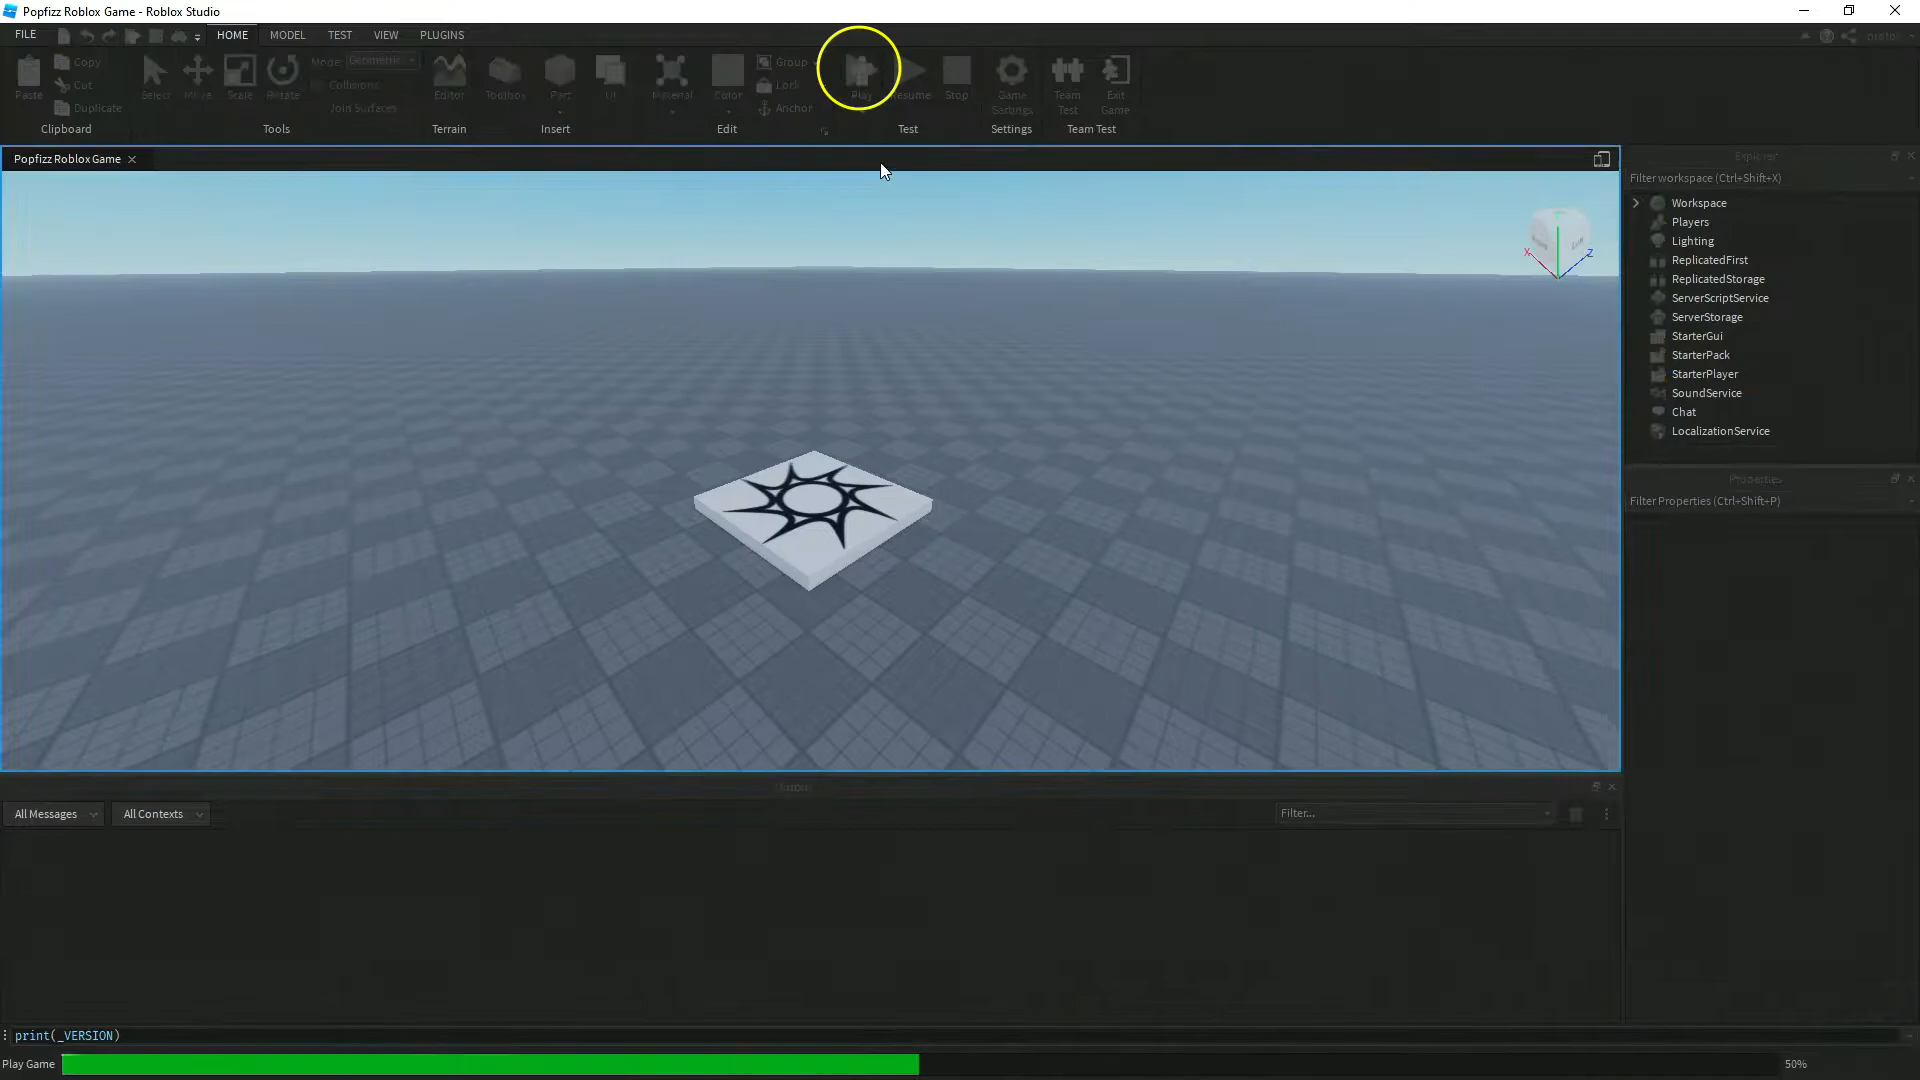 Popfizz Roblox Game - Roblox Studio
FILE HOME MODEL TEST VIEW PLUGINS
Copy
Cut
Duplicate
Paste
Clipboard
Select Move Scale Rotate
Mode: Geometric
Collisions
Join Surfaces
Tools
Editor
Terrain
Toolbox Part UI
Insert
Material Color
Group
Lock
Anchor
Edit
Play Resume Stop
Test
Game Settings
Settings
Team Test
Exit Game
Team Test
Popfizz Roblox Game
Explorer
Filter workspace (Ctrl+Shift+X)
Workspace
Players
Lighting
ReplicatedFirst
ReplicatedStorage
ServerScriptService
ServerStorage
StarterGui
StarterPack
StarterPlayer
SoundService
Chat
LocalizationService
Properties
Filter Properties (Ctrl+Shift+P)
X Z
Output
All Messages All Contexts Filter...
print(_VERSION)
Play Game 50%